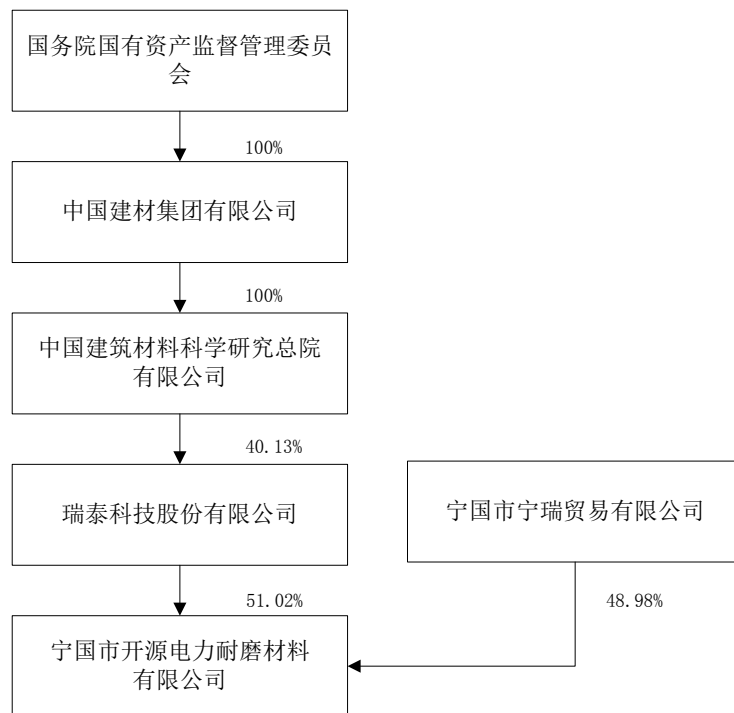 国务院国有资产监督管理委员
会
100%
中国建材集团有限公司
100%
中国建筑材料科学研究总院
有限公司
40.13%
瑞泰科技股份有限公司
宁国市宁瑞贸易有限公司
51.02%
48.98%
宁国市开源电力耐磨材料
有限公司